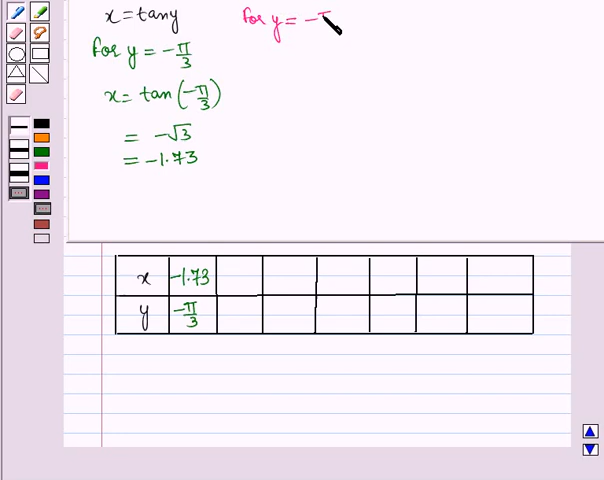 x = tany
For y = -π/3
x = tan(-π/3)
= -√3
= -1.73
For y = -π
x -1.73
y -π/3